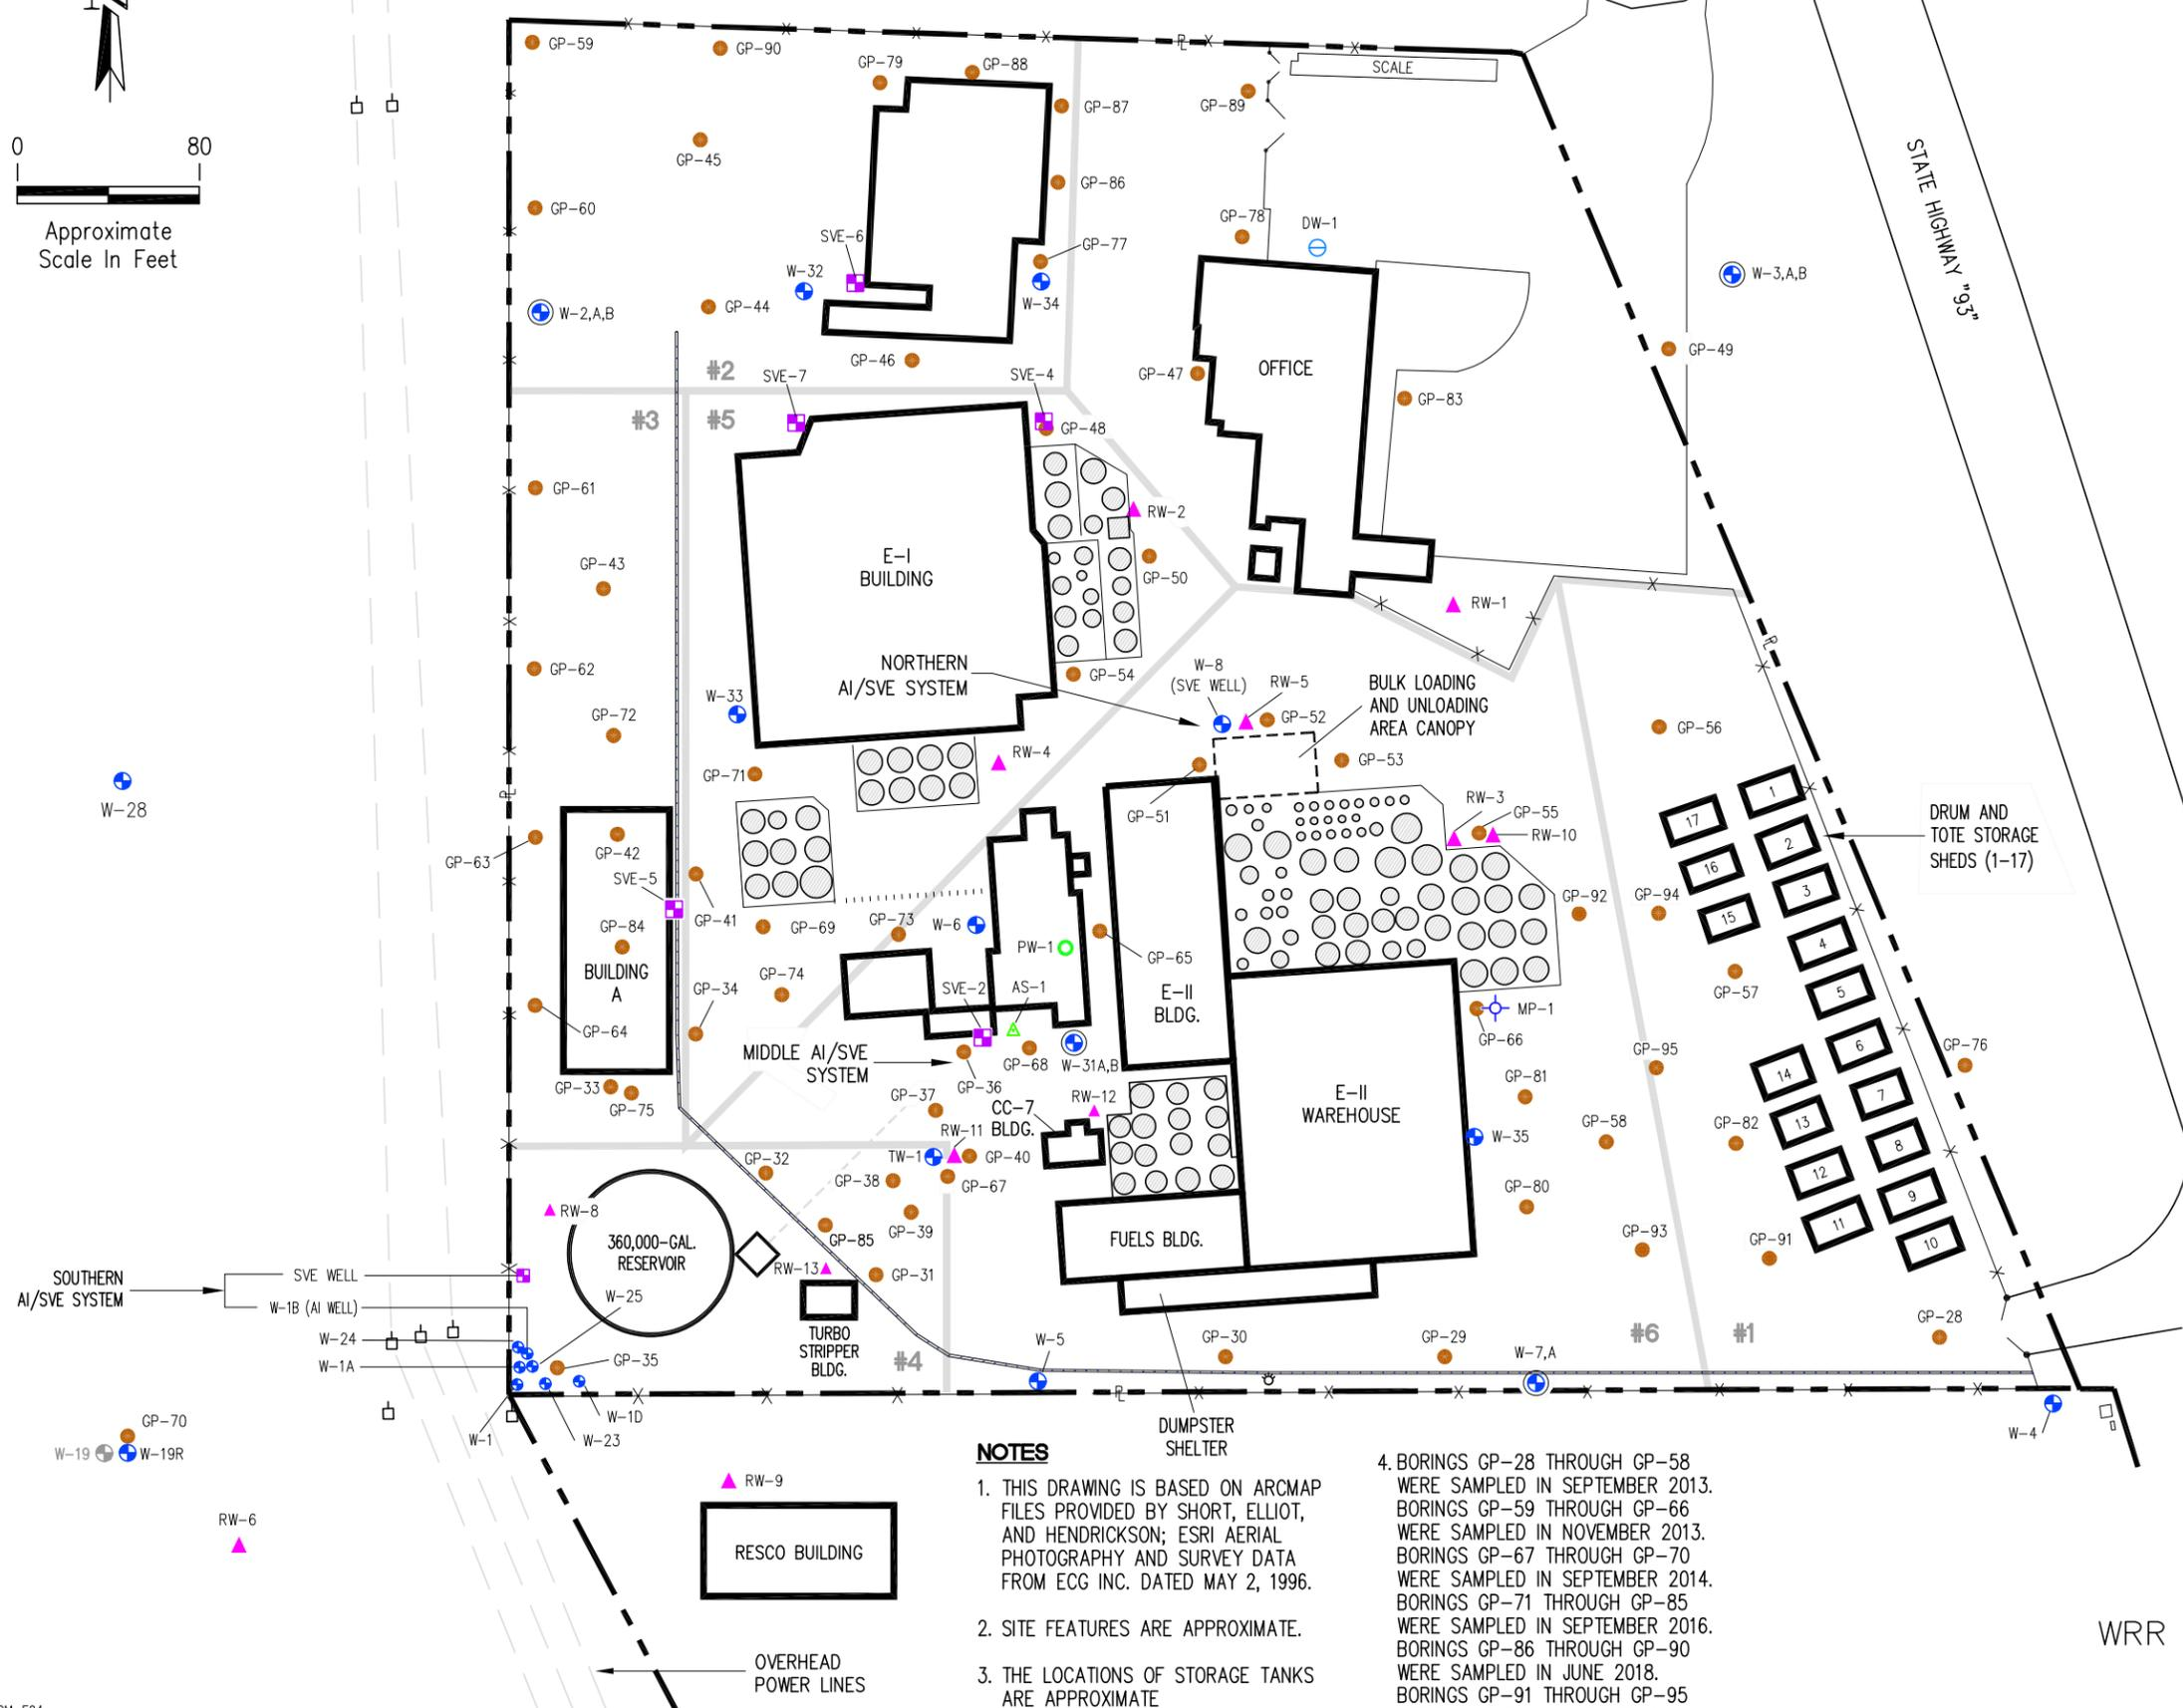 GP-59
GP-90
GP-79
GP-88
SCALE
GP-87
GP-89
0
80
GP-45
Approximate
Scale In Feet
GP-86
GP-60
GP-78
DW-1
SVE-6
GP-77
W-32
W-34
W-2,A,B
GP-44
W-3,A,B
STATE HIGHWAY "93"
GP-46
#2
SVE-7
SVE-4
GP-47
OFFICE
GP-49
GP-83
#3
#5
GP-48
GP-61
RW-2
E-I
BUILDING
GP-43
GP-50
RW-1
PL
GP-62
NORTHERN
AI/SVE SYSTEM
GP-54
W-8
(SVE WELL)
RW-5
BULK LOADING
AND UNLOADING
AREA CANOPY
W-33
GP-72
GP-52
GP-56
RW-4
GP-53
GP-71
W-28
GP-51
RW-3
GP-55
RW-10
17
1
2
16
3
15
4
5
6
14
7
13
8
12
9
11
10
DRUM AND
TOTE STORAGE
SHEDS (1-17)
GP-63
GP-42
SVE-5
GP-41
GP-69
GP-73
W-6
GP-92
GP-94
GP-84
PW-1
GP-65
BUILDING
A
GP-74
GP-34
SVE-2
AS-1
E-II
BLDG.
GP-57
MP-1
GP-66
GP-64
MIDDLE AI/SVE
SYSTEM
GP-68
W-31A,B
GP-36
GP-95
GP-76
GP-33
GP-75
GP-37
CC-7
BLDG.
RW-12
E-II
WAREHOUSE
GP-81
RW-11
TW-1
GP-40
W-35
GP-58
GP-82
GP-32
GP-38
GP-67
RW-8
GP-39
GP-80
360,000-GAL.
RESERVOIR
GP-85
FUELS BLDG.
GP-93
GP-91
SOUTHERN
AI/SVE SYSTEM
SVE WELL
RW-13
GP-31
W-1B (AI WELL)
W-25
W-24
W-1A
GP-35
TURBO
STRIPPER
BLDG.
#4
W-5
GP-30
GP-29
W-7,A
#6
#1
GP-28
PL
W-1
W-1D
W-23
DUMPSTER
SHELTER
W-4
GP-70
W-19
W-19R
RW-9
RW-6
RESCO BUILDING
OVERHEAD
POWER LINES
NOTES
1. THIS DRAWING IS BASED ON ARCMAP
FILES PROVIDED BY SHORT, ELLIOT,
AND HENDRICKSON; ESRI AERIAL
PHOTOGRAPHY AND SURVEY DATA
FROM ECG INC. DATED MAY 2, 1996.
2. SITE FEATURES ARE APPROXIMATE.
3. THE LOCATIONS OF STORAGE TANKS
ARE APPROXIMATE
4. BORINGS GP-28 THROUGH GP-58
WERE SAMPLED IN SEPTEMBER 2013.
BORINGS GP-59 THROUGH GP-66
WERE SAMPLED IN NOVEMBER 2013.
BORINGS GP-67 THROUGH GP-70
WERE SAMPLED IN SEPTEMBER 2014.
BORINGS GP-71 THROUGH GP-85
WERE SAMPLED IN SEPTEMBER 2016.
BORINGS GP-86 THROUGH GP-90
WERE SAMPLED IN JUNE 2018.
BORINGS GP-91 THROUGH GP-95
WRR